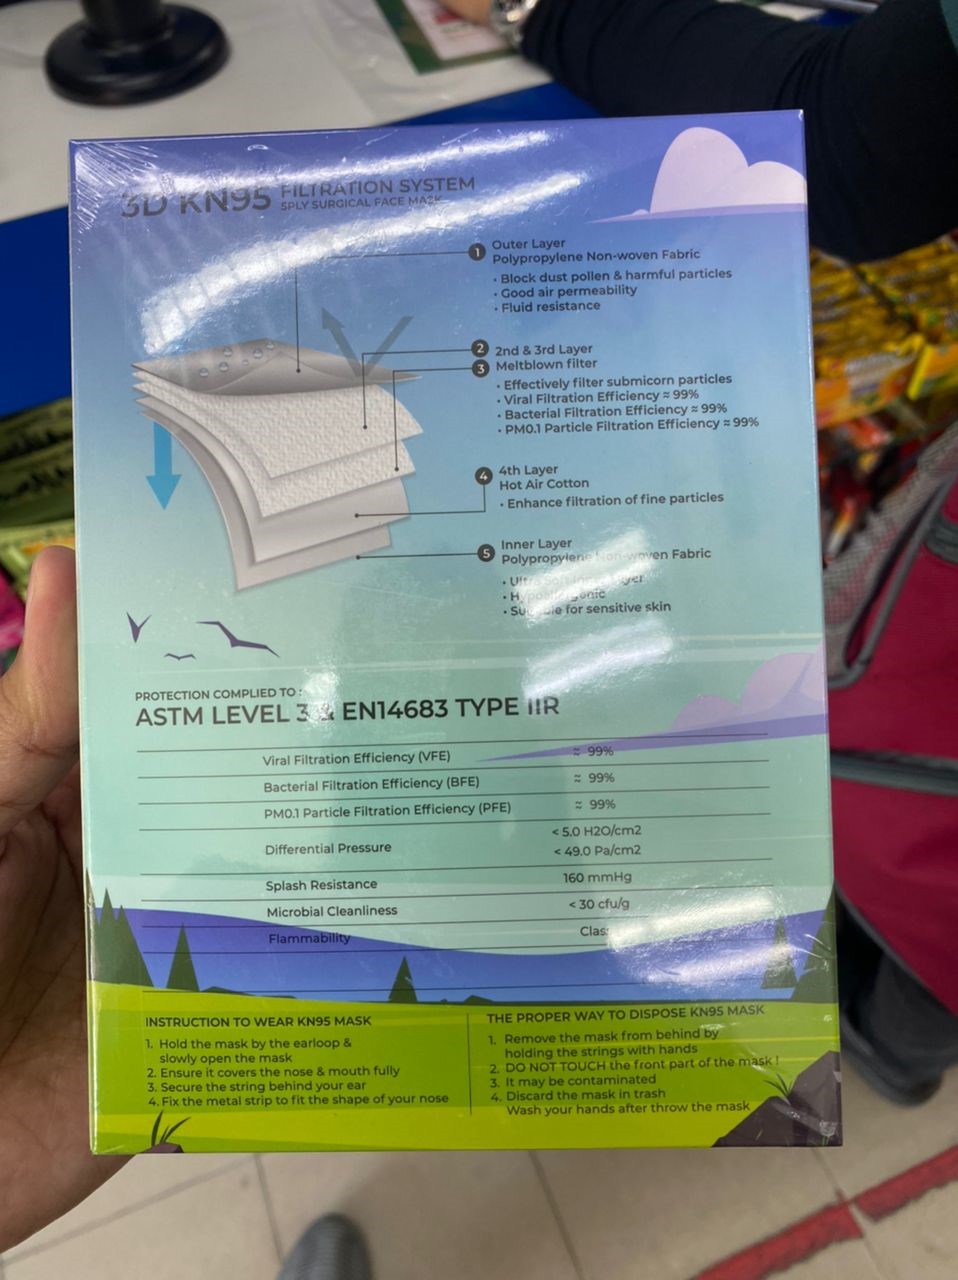 3D KN95 FILTRATION SYSTEM
5PLY SURGICAL FACE MASK
1 Outer Layer
Polypropylene Non-woven Fabric
• Block dust pollen & harmful particles
• Good air permeability
• Fluid resistance
2 2nd & 3rd Layer
3 Meltblown filter
• Effectively filter submicorn particles
• Viral Filtration Efficiency ≈ 99%
• Bacterial Filtration Efficiency ≈ 99%
• PM0.1 Particle Filtration Efficiency ≈ 99%
4 4th Layer
Hot Air Cotton
• Enhance filtration of fine particles
5 Inner Layer
Polypropylene Non-woven Fabric
• Ultra Soft
•
• Suitable for sensitive skin
PROTECTION COMPLIED TO :
ASTM LEVEL 3 & EN14683 TYPE IIR
Viral Filtration Efficiency (VFE) ≈ 99%
Bacterial Filtration Efficiency (BFE) ≈ 99%
PM0.1 Particle Filtration Efficiency (PFE) ≈ 99%
< 5.0 H2O/cm2
Differential Pressure
< 49.0 Pa/cm2
Splash Resistance 160 mmHg
Microbial Cleanliness < 30 cfu/g
Flammability Class
INSTRUCTION TO WEAR KN95 MASK
1. Hold the mask by the earloop &
slowly open the mask
2. Ensure it covers the nose & mouth fully
3. Secure the string behind your ear
4. Fix the metal strip to fit the shape of your nose
THE PROPER WAY TO DISPOSE KN95 MASK
1. Remove the mask from behind by
holding the strings with hands
2. DO NOT TOUCH the front part of the mask !
3. It may be contaminated
4. Discard the mask in trash
Wash your hands after throw the mask